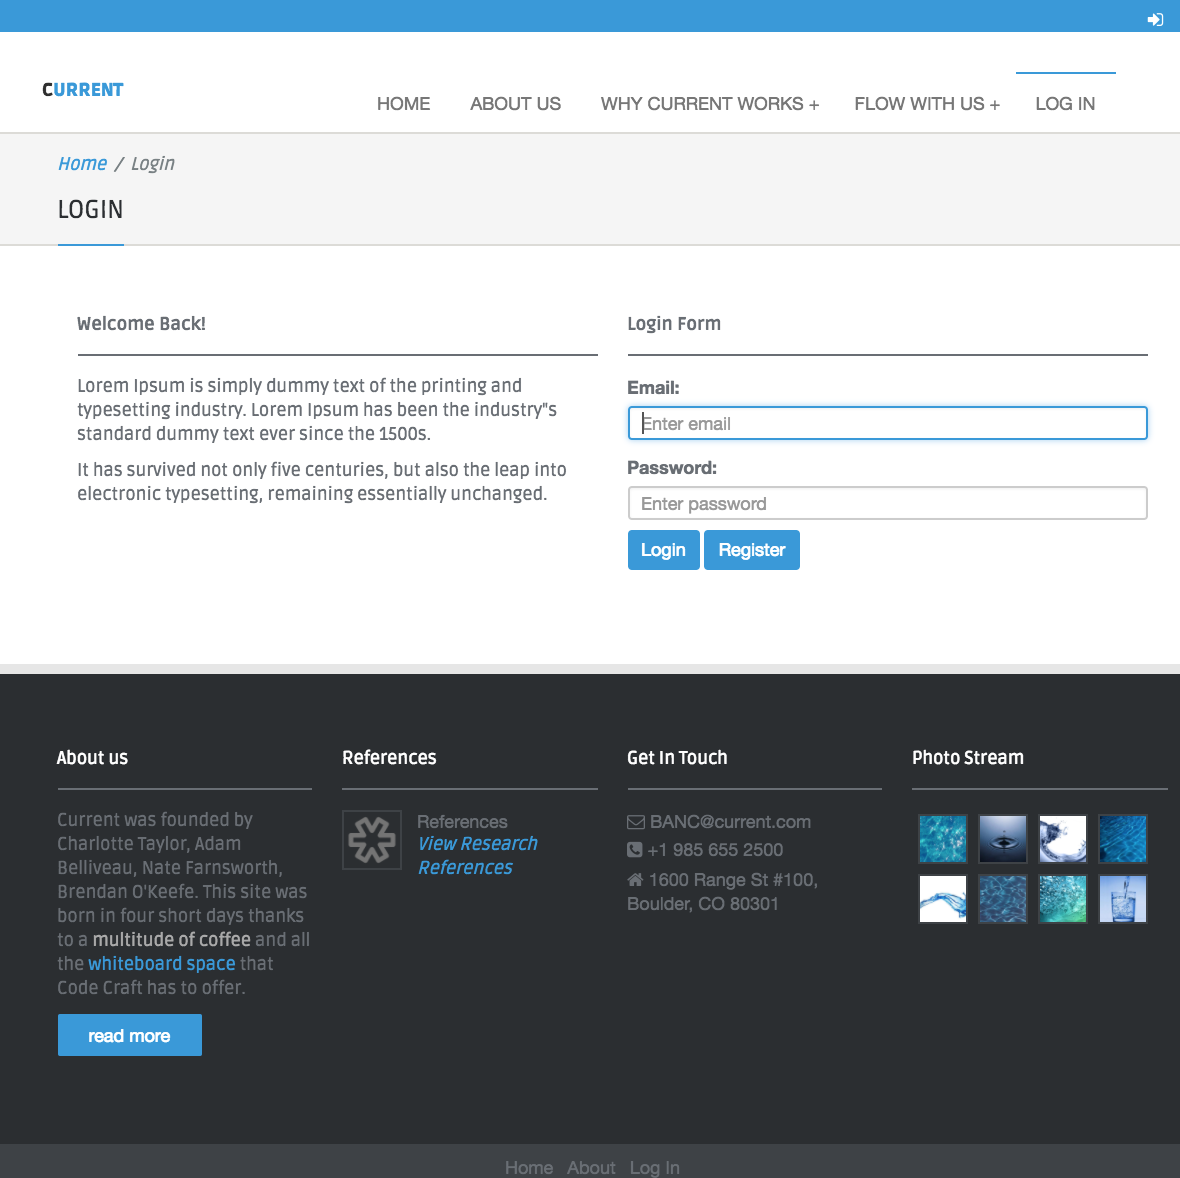 CURRENT
HOME ABOUT US WHY CURRENT WORKS + FLOW WITH US + LOG IN
Home / Login
LOGIN
Welcome Back!
Lorem Ipsum is simply dummy text of the printing and
typesetting industry. Lorem Ipsum has been the industry"s
standard dummy text ever since the 1500s.
It has survived not only five centuries, but also the leap into
electronic typesetting, remaining essentially unchanged.
Login Form
Email:
Enter email
Password:
Enter password
Login Register
About us
Current was founded by
Charlotte Taylor, Adam
Belliveau, Nate Farnsworth,
Brendan O'Keefe. This site was
born in four short days thanks
to a multitude of coffee and all
the whiteboard space that
Code Craft has to offer.
read more
References
References
View Research
References
Get In Touch
BANC@current.com
+1 985 655 2500
1600 Range St #100,
Boulder, CO 80301
Photo Stream
Home About Log In